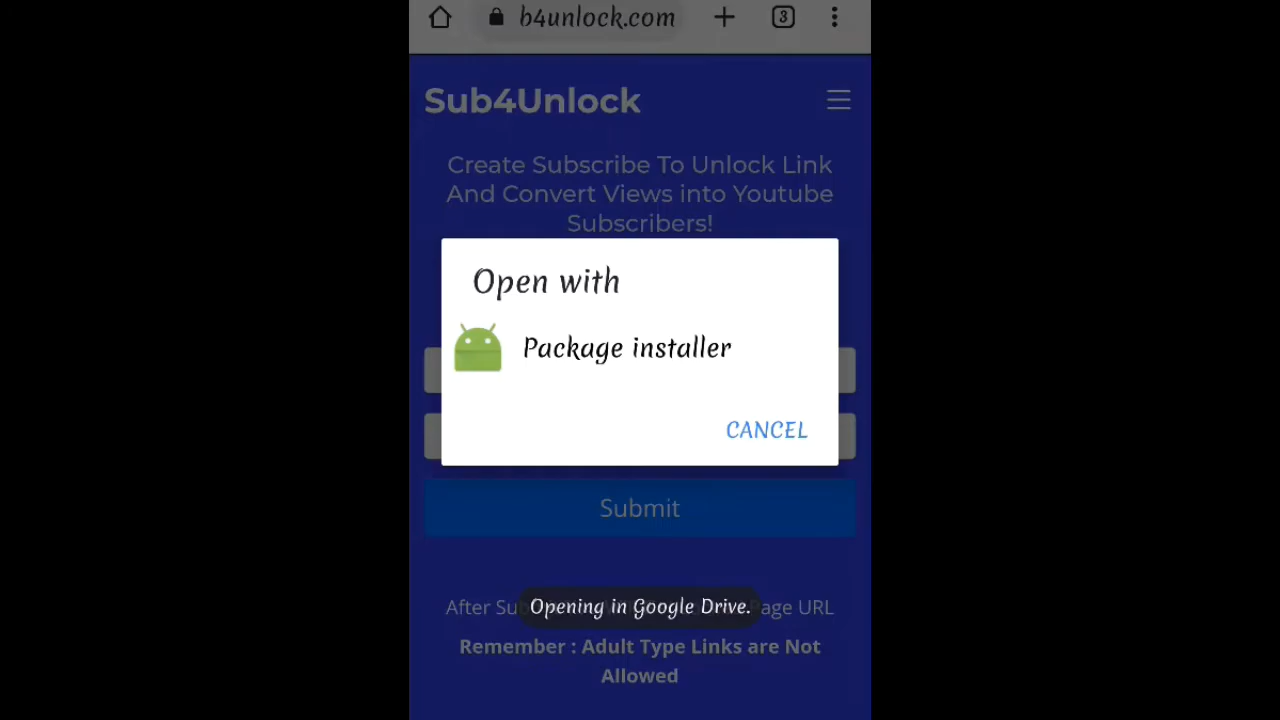 b4unlock.com
3
Sub4Unlock
Create Subscribe To Unlock Link
And Convert Views into Youtube
Subscribers!
Open with
Package installer
CANCEL
Submit
After Su
Opening in Google Drive.
age URL
Remember : Adult Type Links are Not
Allowed